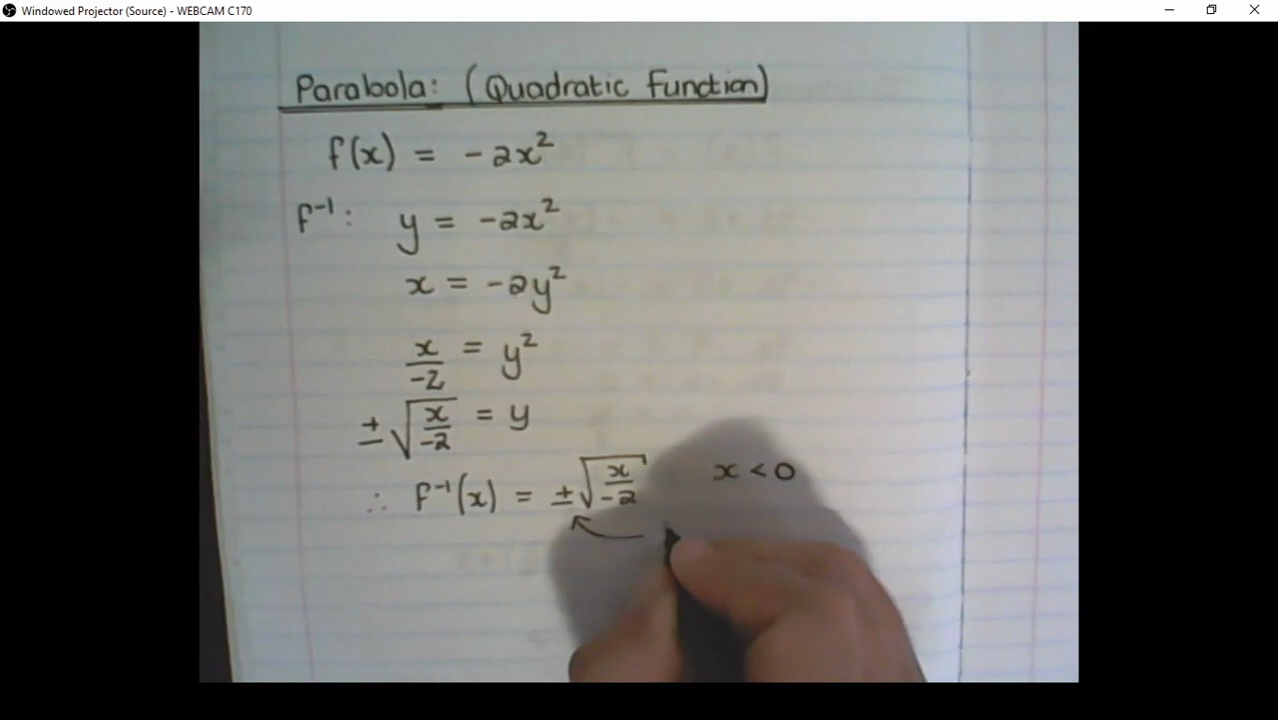 Windowed Projector (Source) - WEBCAM C170
Parabola: (Quadratic Function)
f(x) = -2x²
f⁻¹: y = -2x²
x = -2y²
x/-2 = y²
±√(x/-2) = y
∴ f⁻¹(x) = ±√(x/-2) x < 0